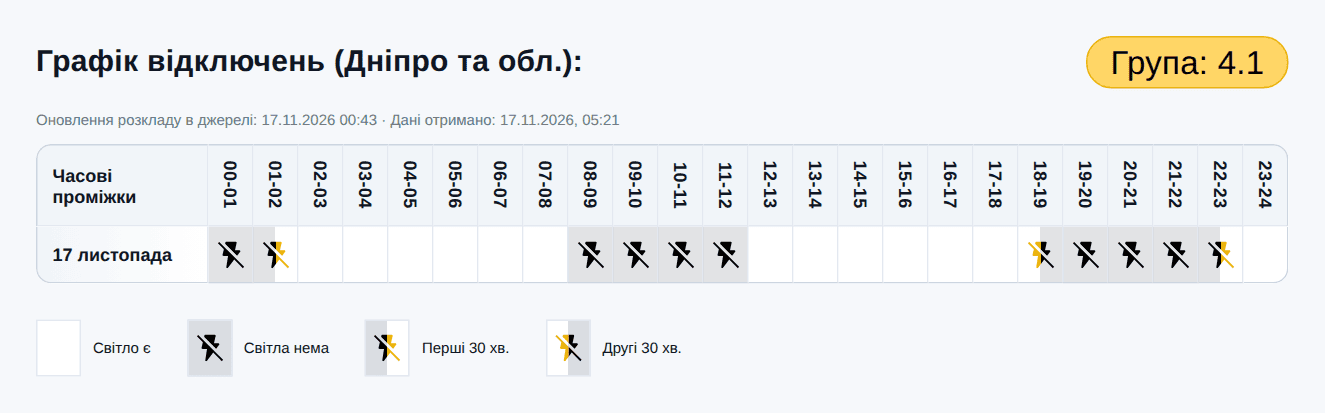 Графік відключень (Дніпро та обл.):
Група: 4.1
Оновлення розкладу в джерелі: 17.11.2026 00:43 · Дані отримано: 17.11.2026, 05:21
Часові
проміжки
00-01
01-02
02-03
03-04
04-05
05-06
06-07
07-08
08-09
09-10
10-11
11-12
12-13
13-14
14-15
15-16
16-17
17-18
18-19
19-20
20-21
21-22
22-23
23-24
17 листопада
Світло є
Світла нема
Перші 30 хв.
Другі 30 хв.